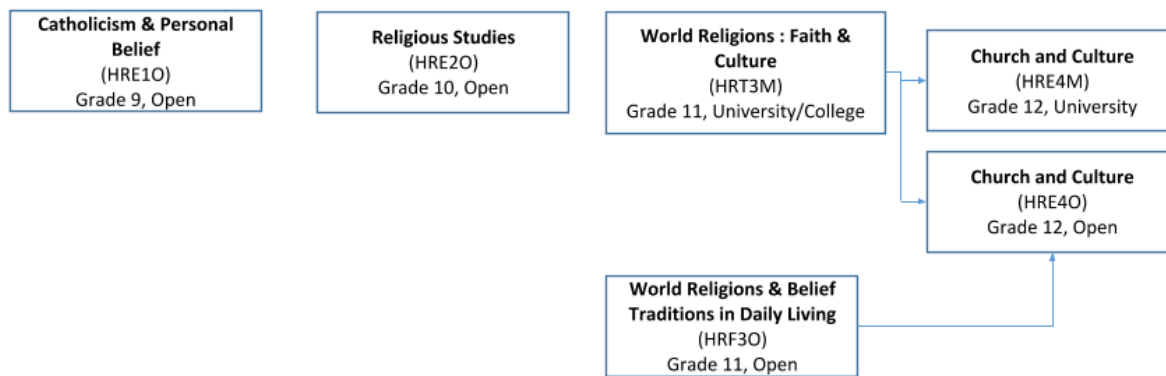 Catholicism & Personal
Belief
(HRE1O)
Grade 9, Open
Religious Studies
(HRE2O)
Grade 10, Open
World Religions : Faith &
Culture
(HRT3M)
Grade 11, University/College
Church and Culture
(HRE4M)
Grade 12, University
Church and Culture
(HRE4O)
Grade 12, Open
World Religions & Belief
Traditions in Daily Living
(HRF3O)
Grade 11, Open